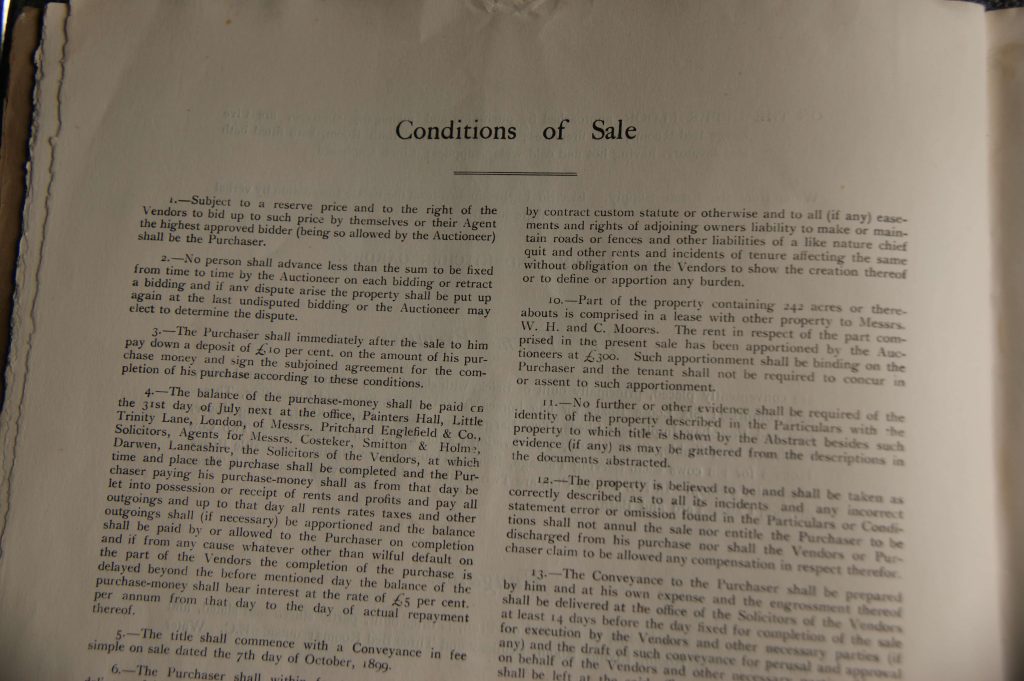 Conditions of Sale
1.—Subject to a reserve price and to the right of the
Vendors to bid up to such price by themselves or their Agent
the highest approved bidder (being so allowed by the Auctioneer)
shall be the Purchaser.
2.—No person shall advance less than the sum to be fixed
from time to time by the Auctioneer on each bidding or retract
a bidding and if any dispute arise the property shall be put up
again at the last undisputed bidding or the Auctioneer may
elect to determine the dispute.
3.—The Purchaser shall immediately after the sale to him
pay down a deposit of £10 per cent. on the amount of his pur-
chase money and sign the subjoined agreement for the com-
pletion of his purchase according to these conditions.
4.—The balance of the purchase-money shall be paid on
the 31st day of July next at the office, Painters Hall, Little
Trinity Lane, London, of Messrs. Pritchard Englefield & Co.,
Solicitors, Agents for Messrs. Costeker, Smitton & Holme,
Darwen, Lancashire, the Solicitors of the Vendors, at which
time and place the purchase shall be completed and the Pur-
chaser paying his purchase-money shall as from that day be
let into possession or receipt of rents and profits and pay all
outgoings and up to that day all rents rates taxes and other
outgoings shall (if necessary) be apportioned and the balance
shall be paid by or allowed to the Purchaser on completion
and if from any cause whatever other than wilful default on
the part of the Vendors the completion of the purchase is
delayed beyond the before mentioned day the balance of the
purchase-money shall bear interest at the rate of £5 per cent.
per annum from that day to the day of actual repayment
thereof.
5.—The title shall commence with a Conveyance in fee
simple on sale dated the 7th day of October, 1899.
6.—The Purchaser shall within
by contract custom statute or otherwise and to all (if any) ease-
ments and rights of adjoining owners liability to make or main-
tain roads or fences and other liabilities of a like nature chief
quit and other rents and incidents of tenure affecting the same
without obligation on the Vendors to show the creation thereof
or to define or apportion any burden.
10.—Part of the property containing 242 acres or there-
abouts is comprised in a lease with other property to Messrs.
W. H. and C. Moores. The rent in respect of the part com-
prised in the present sale has been apportioned by the Auc-
tioneers at £300. Such apportionment shall be binding on the
Purchaser and the tenant shall not be required to concur in
or assent to such apportionment.
11.—No further or other evidence shall be required of the
identity of the property described in the Particulars with the
property to which title is shown by the Abstract besides such
evidence (if any) as may be gathered from the descriptions in
the documents abstracted.
12.—The property is believed to be and shall be taken as
correctly described as to all its incidents and any incorrect
statement error or omission found in the Particulars or Condi-
tions shall not annul the sale nor entitle the Purchaser to be
discharged from his purchase nor shall the Vendors or Pur-
chaser claim to be allowed any compensation in respect therefor.
13.—The Conveyance to the Purchaser shall be prepared
by him and at his own expense and the engrossment thereof
shall be delivered at the office of the Solicitors of the Vendors
at least 14 days before the day fixed for completion of the sale
for execution by the Vendors and other necessary parties (if
any) and the draft of such conveyance for perusal and approval
on behalf of the Vendors and other necessary
shall be left at the